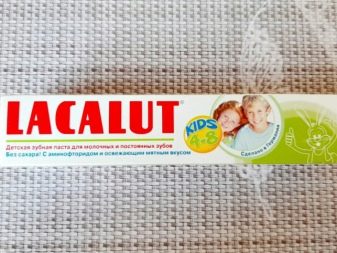 LACALUT®
KIDS
4-8
Детская зубная паста для молочных и постоянных зубов
Без сахара! С аминофторидом и освежающим мятным вкусом
Сделано в Германии